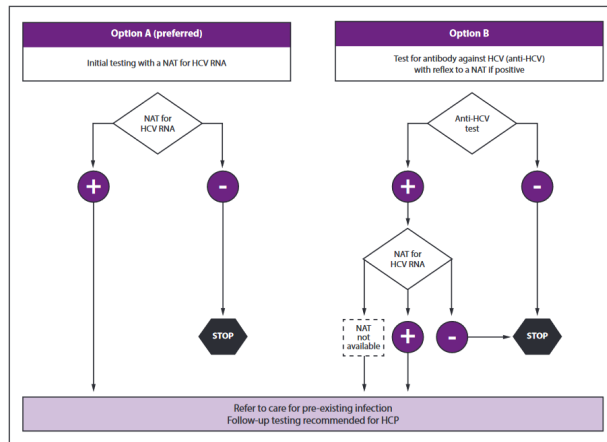 Option A (preferred)
Initial testing with a NAT for HCV RNA
NAT for
HCV RNA
+
-
STOP
Option B
Test for antibody against HCV (anti-HCV)
with reflex to a NAT if positive
Anti-HCV
test
+
-
NAT for
HCV RNA
NAT
not
available
+
-
STOP
Refer to care for pre-existing infection
Follow-up testing recommended for HCP